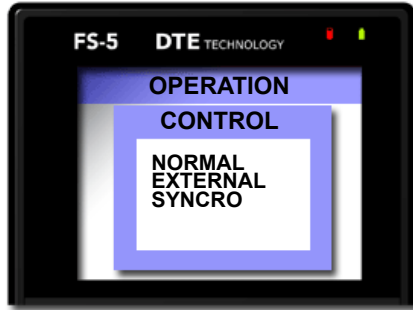 FS-5 DTE TECHNOLOGY
OPERATION
CONTROL
NORMAL
EXTERNAL
SYNCRO